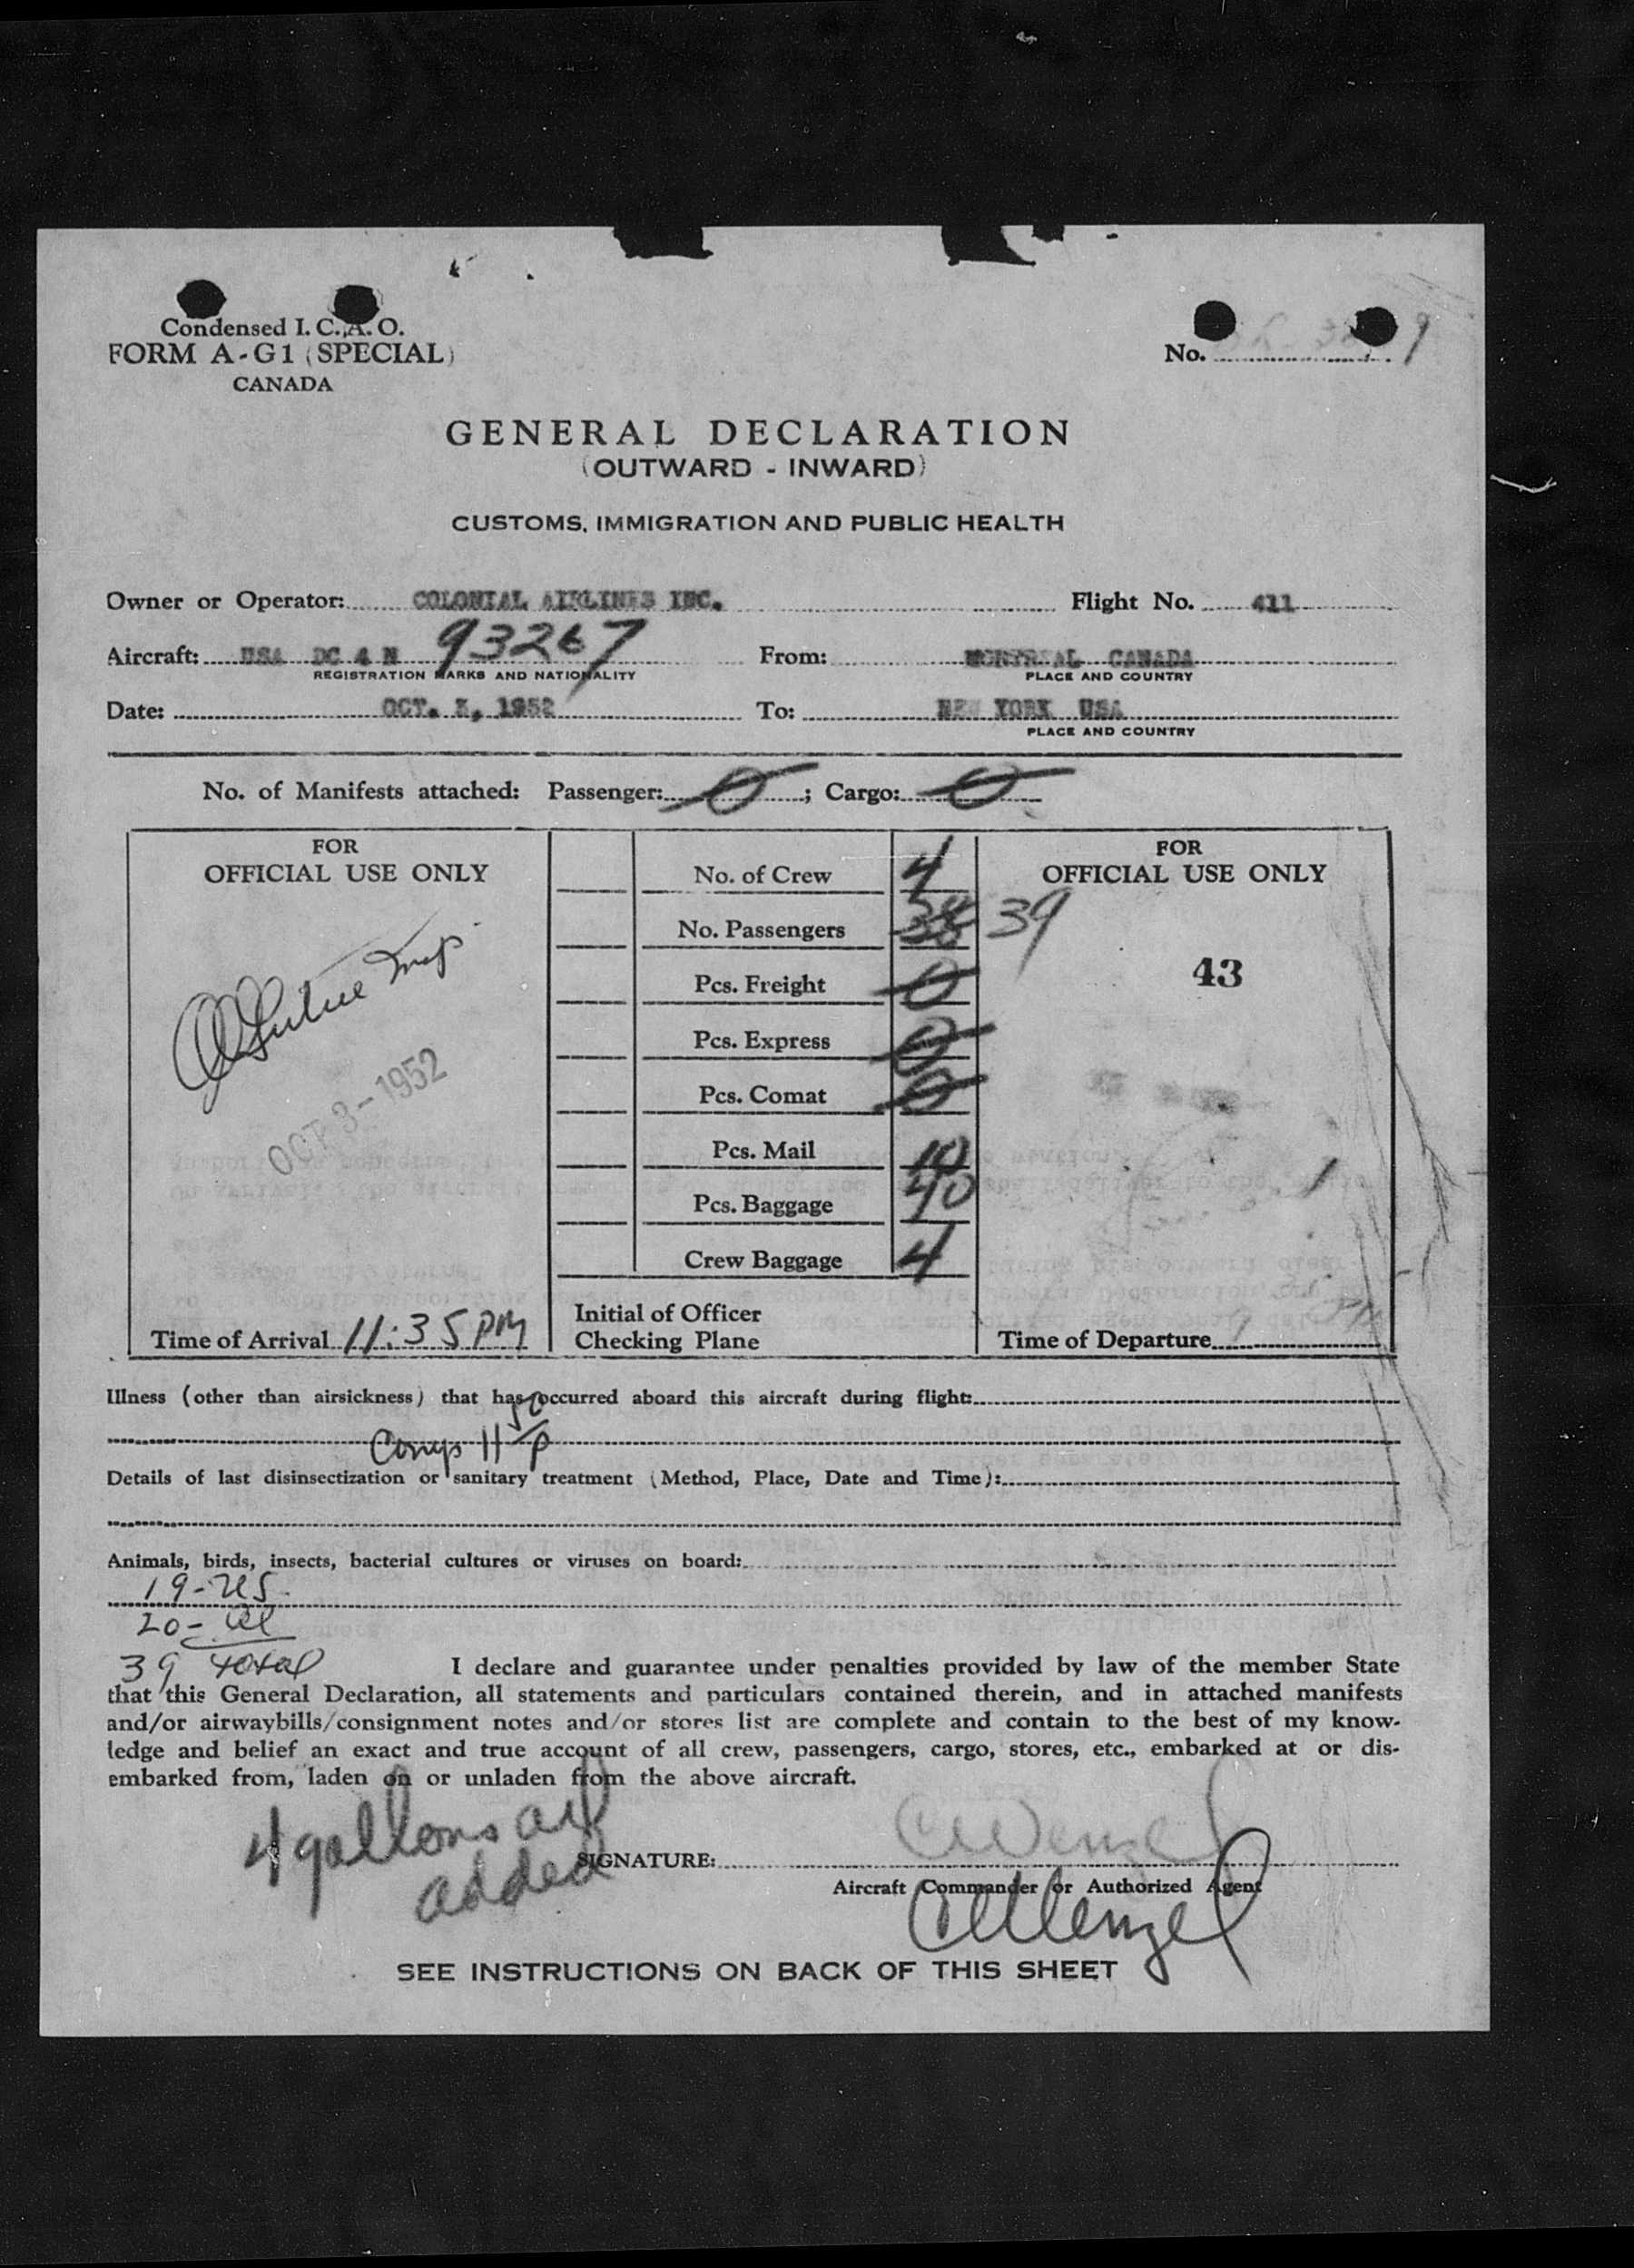 Condensed I. C. A. O.
FORM A-G1 (SPECIAL)
CANADA
No.
GENERAL DECLARATION
(OUTWARD - INWARD)
CUSTOMS, IMMIGRATION AND PUBLIC HEALTH
Owner or Operator: COLONIAL AIRLINES INC. Flight No. 411
Aircraft: USA DC 4 N 93267 From: MONTREAL CANADA
REGISTRATION MARKS AND NATIONALITY PLACE AND COUNTRY
Date: OCT. 3, 1952 To: NEW YORK USA
PLACE AND COUNTRY
No. of Manifests attached: Passenger: 0 ; Cargo: 0
FOR
OFFICIAL USE ONLY
OCT 3-1952
Time of Arrival 11:35 PM
No. of Crew 4
No. Passengers 38 39
Pcs. Freight 0
Pcs. Express 0
Pcs. Comat 0
Pcs. Mail 10
Pcs. Baggage 40
Crew Baggage 4
Initial of Officer
Checking Plane
FOR
OFFICIAL USE ONLY
43
Time of Departure
Illness (other than airsickness) that has occurred aboard this aircraft during flight:
Comp 11 50 P
Details of last disinsectization or sanitary treatment (Method, Place, Date and Time):
Animals, birds, insects, bacterial cultures or viruses on board:
19-US
20-
39 total
I declare and guarantee under penalties provided by law of the member State
that this General Declaration, all statements and particulars contained therein, and in attached manifests
and/or airwaybills/consignment notes and/or stores list are complete and contain to the best of my know-
ledge and belief an exact and true account of all crew, passengers, cargo, stores, etc., embarked at or dis-
embarked from, laden on or unladen from the above aircraft.
4 gallons oil
added
SIGNATURE:
Aircraft Commander or Authorized Agent
SEE INSTRUCTIONS ON BACK OF THIS SHEET